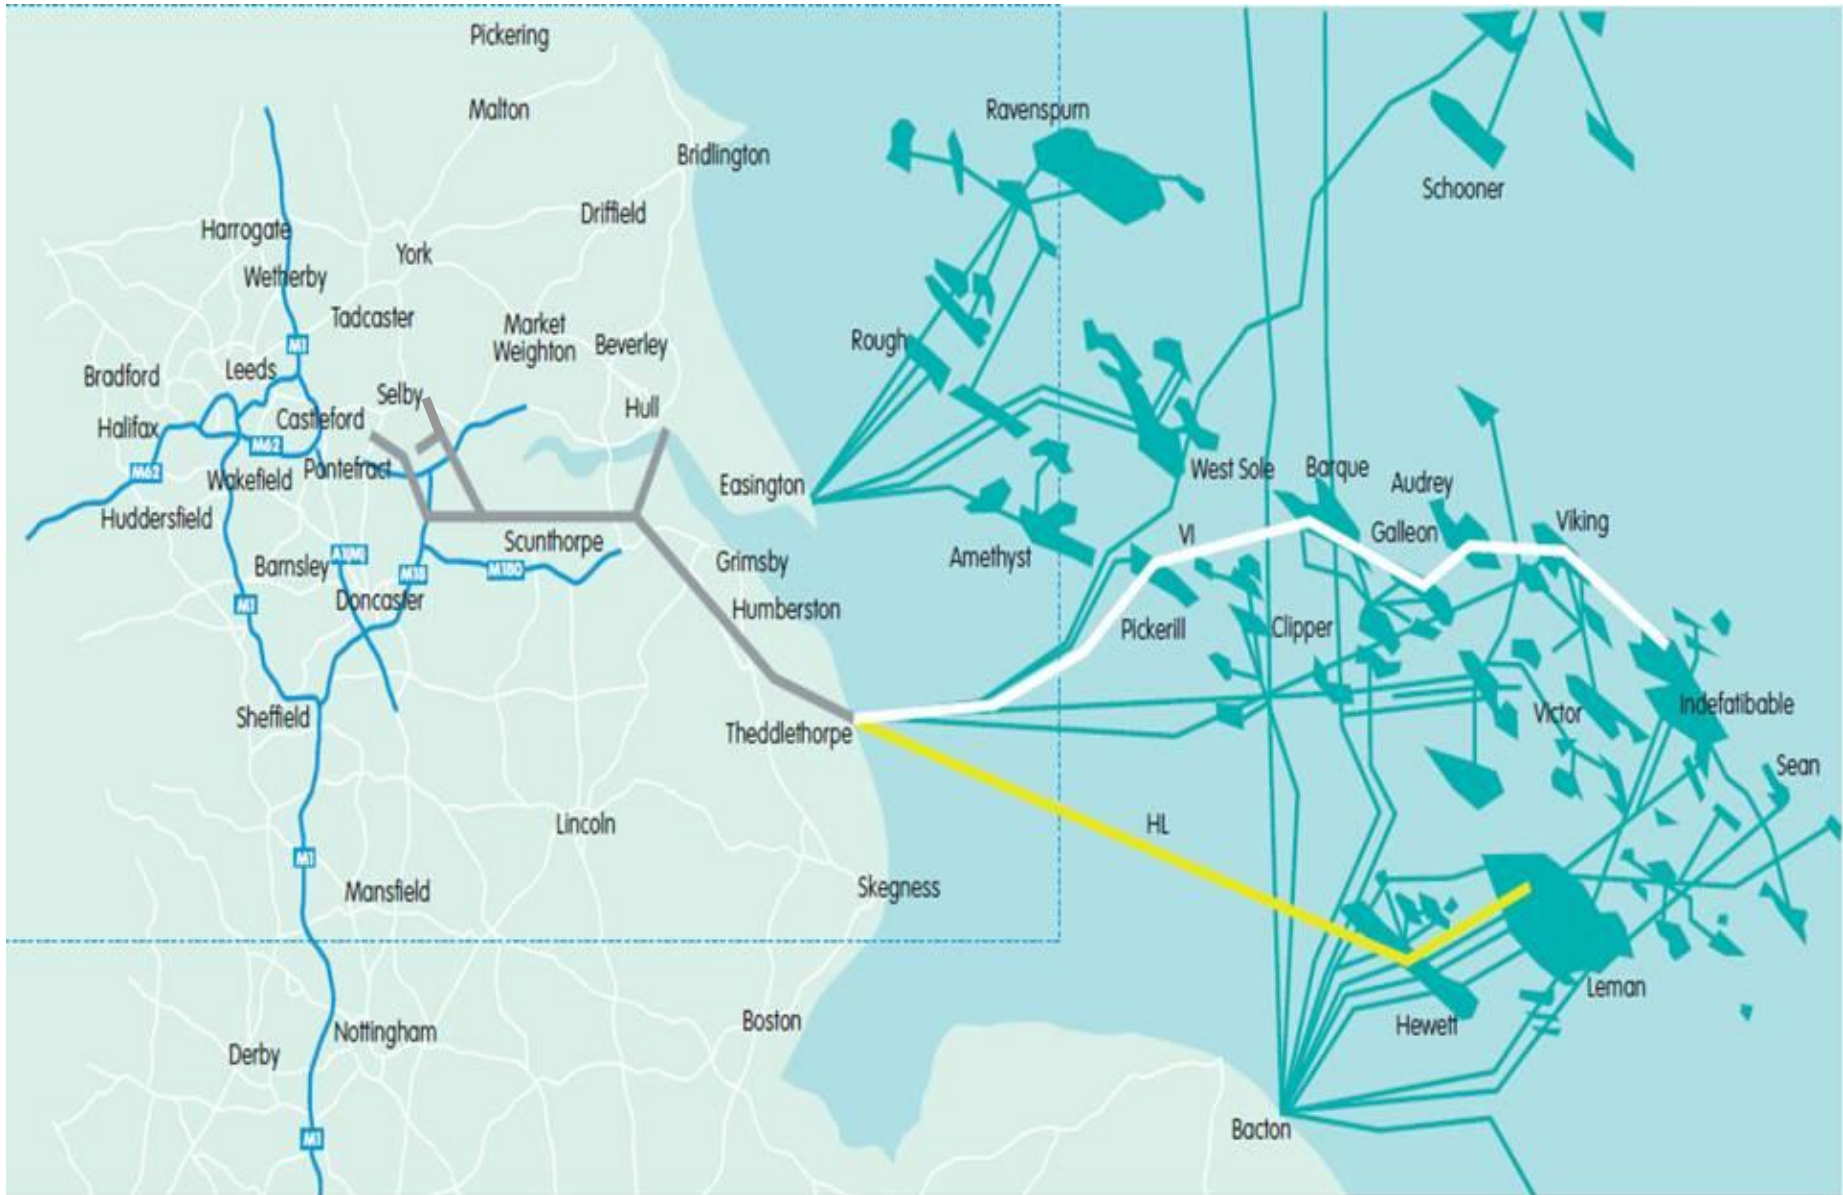 Pickering
Malton
Ravenspurn
Bridlington
Schooner
Driffield
Harrogate
York
Wetherby
Tadcaster
Market
Weighton
Beverley
Rough
M1
Leeds
Bradford
Selby
Hull
Castleford
Halifax
M62
M62
Pontefract
Wakefield
West Sole
Barque
Audrey
Easington
Huddersfield
Viking
Galleon
VI
Scunthorpe
Amethyst
Grimsby
A1(M)
Barnsley
M18
M180
Doncaster
M1
Humberston
Pickerill
Clipper
Sheffield
Theddlethorpe
Victor
Indefatibable
Sean
Lincoln
HL
M1
Mansfield
Skegness
Leman
Boston
Hewett
Nottingham
Derby
M1
Bacton